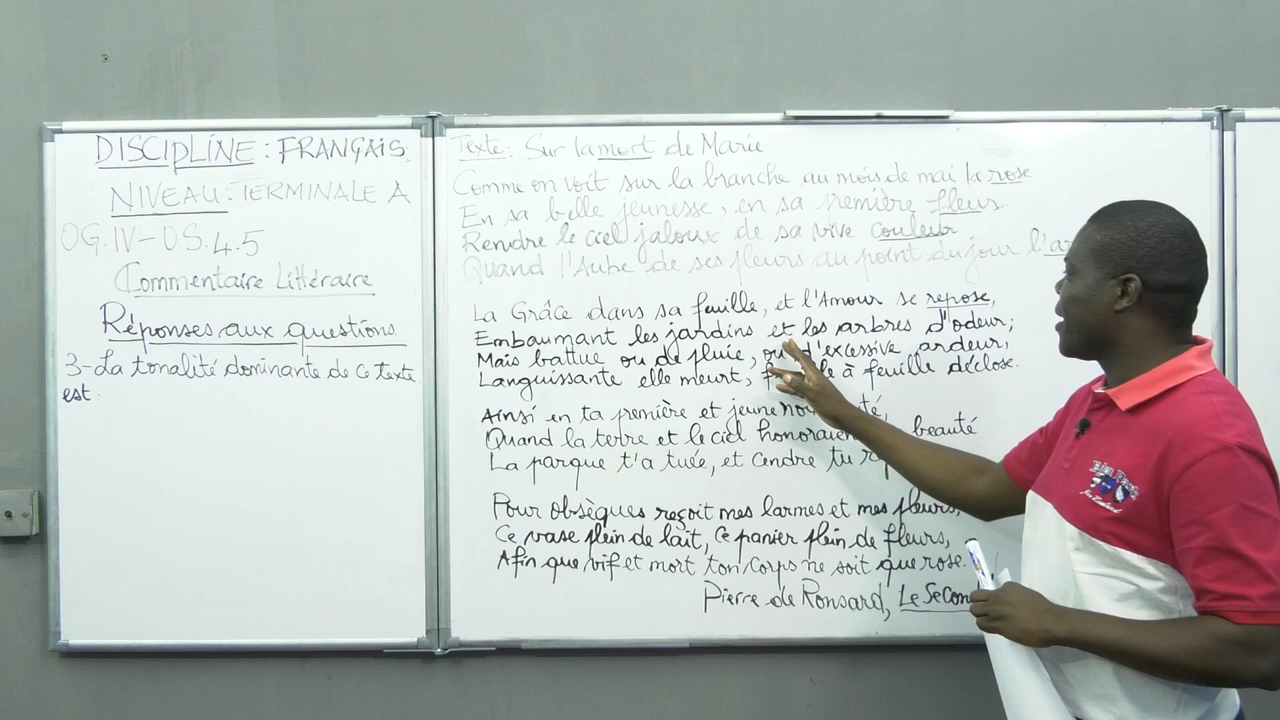 DISCIPLINE : FRANÇAIS
NIVEAU : TERMINALE A
OG.IV-OS.4.5
Commentaire Littéraire
Réponses aux questions
3-La tonalité dominante de ce texte
est :
Texte : Sur la mort de Marie
Comme on voit sur la branche au mois de mai la rose
En sa belle jeunesse, en sa première fleur
Rendre le ciel jaloux de sa vive couleur
Quand l'Aube de ses fleurs au point du jour
La Grâce dans sa feuille, et l'Amour se repose,
Embaumant les jardins et les arbres d'odeur;
Mais battue ou de pluie, ou d'excessive ardeur,
Languissante elle meurt, à feuille déclose.
Ainsi en ta première et jeune
Quand la terre et le ciel beauté
La parque t'a tuée, et cendre tu
Pour obsèques reçoit mes larmes et mes pleurs,
Ce vase plein de lait, ce panier plein de fleurs,
Afin que vif et mort ton corps ne soit que rose.
Pierre de Ronsard, Le